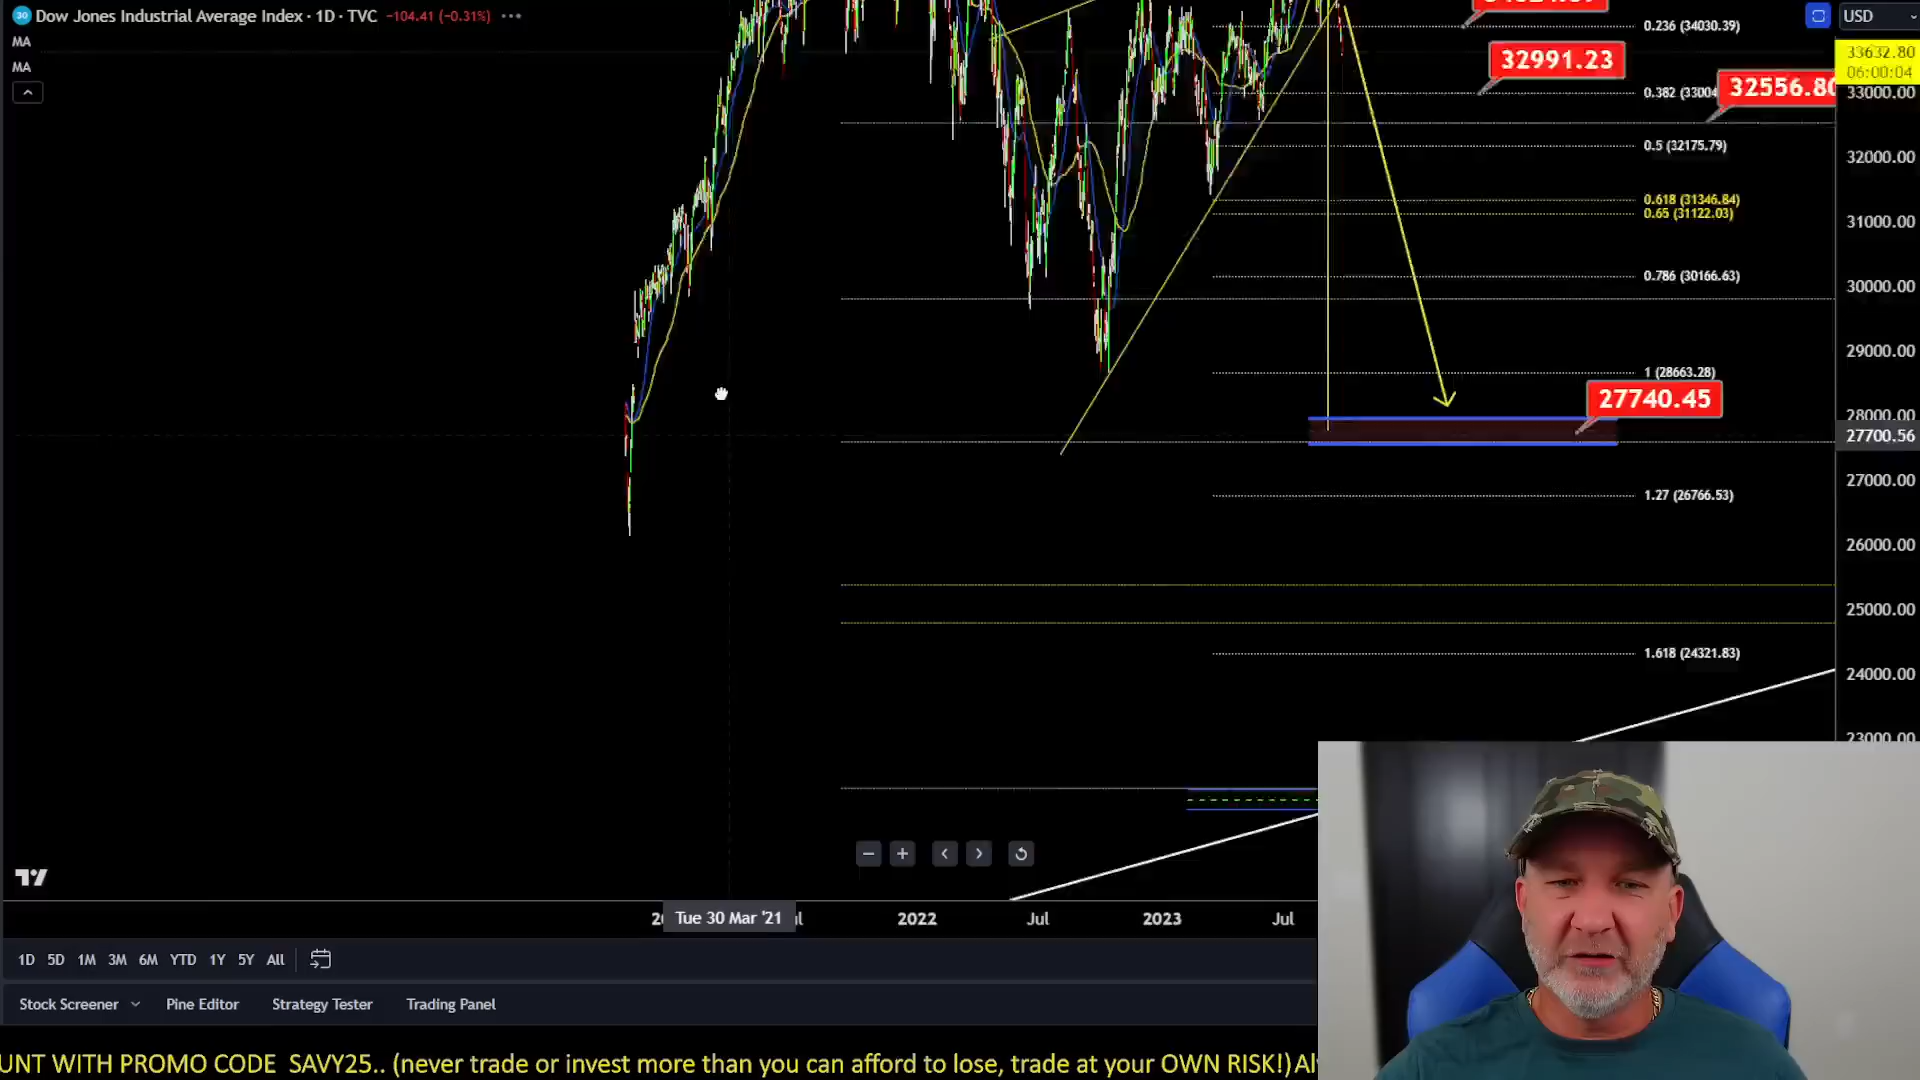 30 Dow Jones Industrial Average Index · 1D · TVC −104.41 (−0.31%)
USD
MA
MA
0.236 (34030.39)
32991.23
33632.80
06:00:04
0.382 (33004
32556.80
33000.00
0.5 (32175.79)
32000.00
0.618 (31346.84)
0.65 (31122.03)
31000.00
0.786 (30166.63)
30000.00
29000.00
1 (28663.28)
27740.45
28000.00
27700.56
27000.00
1.27 (26766.53)
26000.00
25000.00
1.618 (24321.83)
24000.00
23000.00
Tue 30 Mar '21
2022
Jul
2023
Jul
1D 5D 1M 3M 6M YTD 1Y 5Y All
Stock Screener Pine Editor Strategy Tester Trading Panel
UNT WITH PROMO CODE SAVY25.. (never trade or invest more than you can afford to lose, trade at your OWN RISK!) Al